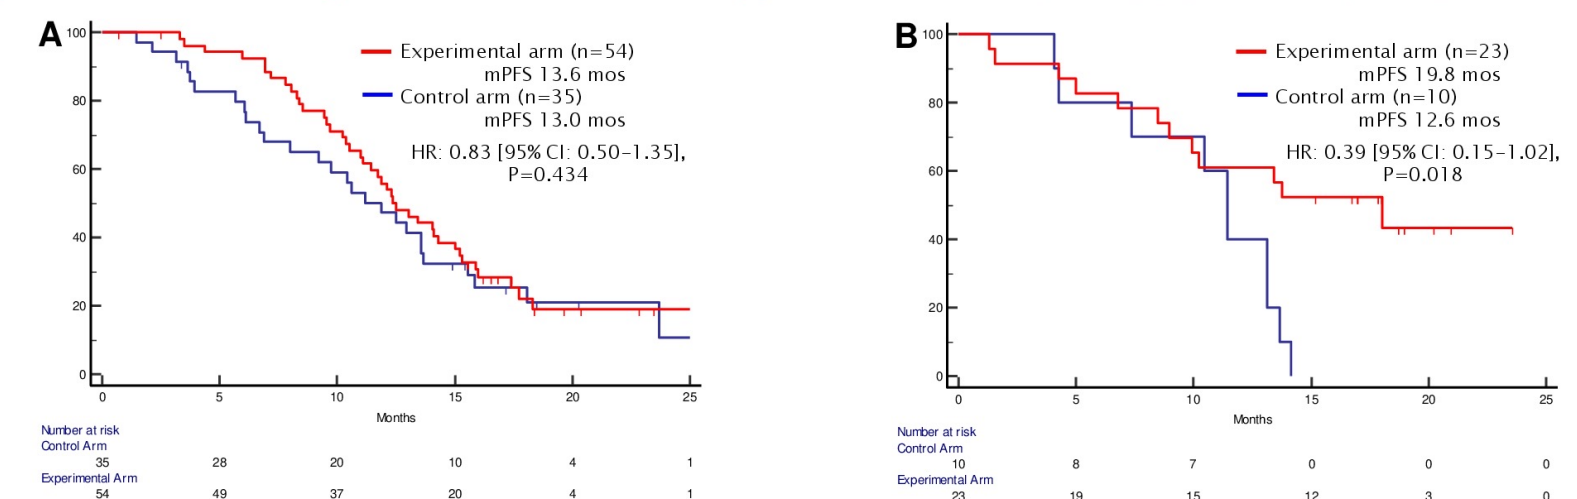 A
100
80
60
40
20
0
Experimental arm (n=54)
mPFS 13.6 mos
Control arm (n=35)
mPFS 13.0 mos
HR: 0.83 [95% CI: 0.50–1.35],
P=0.434
0 5 10 15 20 25
Months
Number at risk
Control Arm
35 28 20 10 4 1
Experimental Arm
54 49 37 20 4 1
B
100
80
60
40
20
0
Experimental arm (n=23)
mPFS 19.8 mos
Control arm (n=10)
mPFS 12.6 mos
HR: 0.39 [95% CI: 0.15–1.02],
P=0.018
0 5 10 15 20 25
Months
Number at risk
Control Arm
10 8 7 0 0 0
Experimental Arm
23 19 15 12 3 0